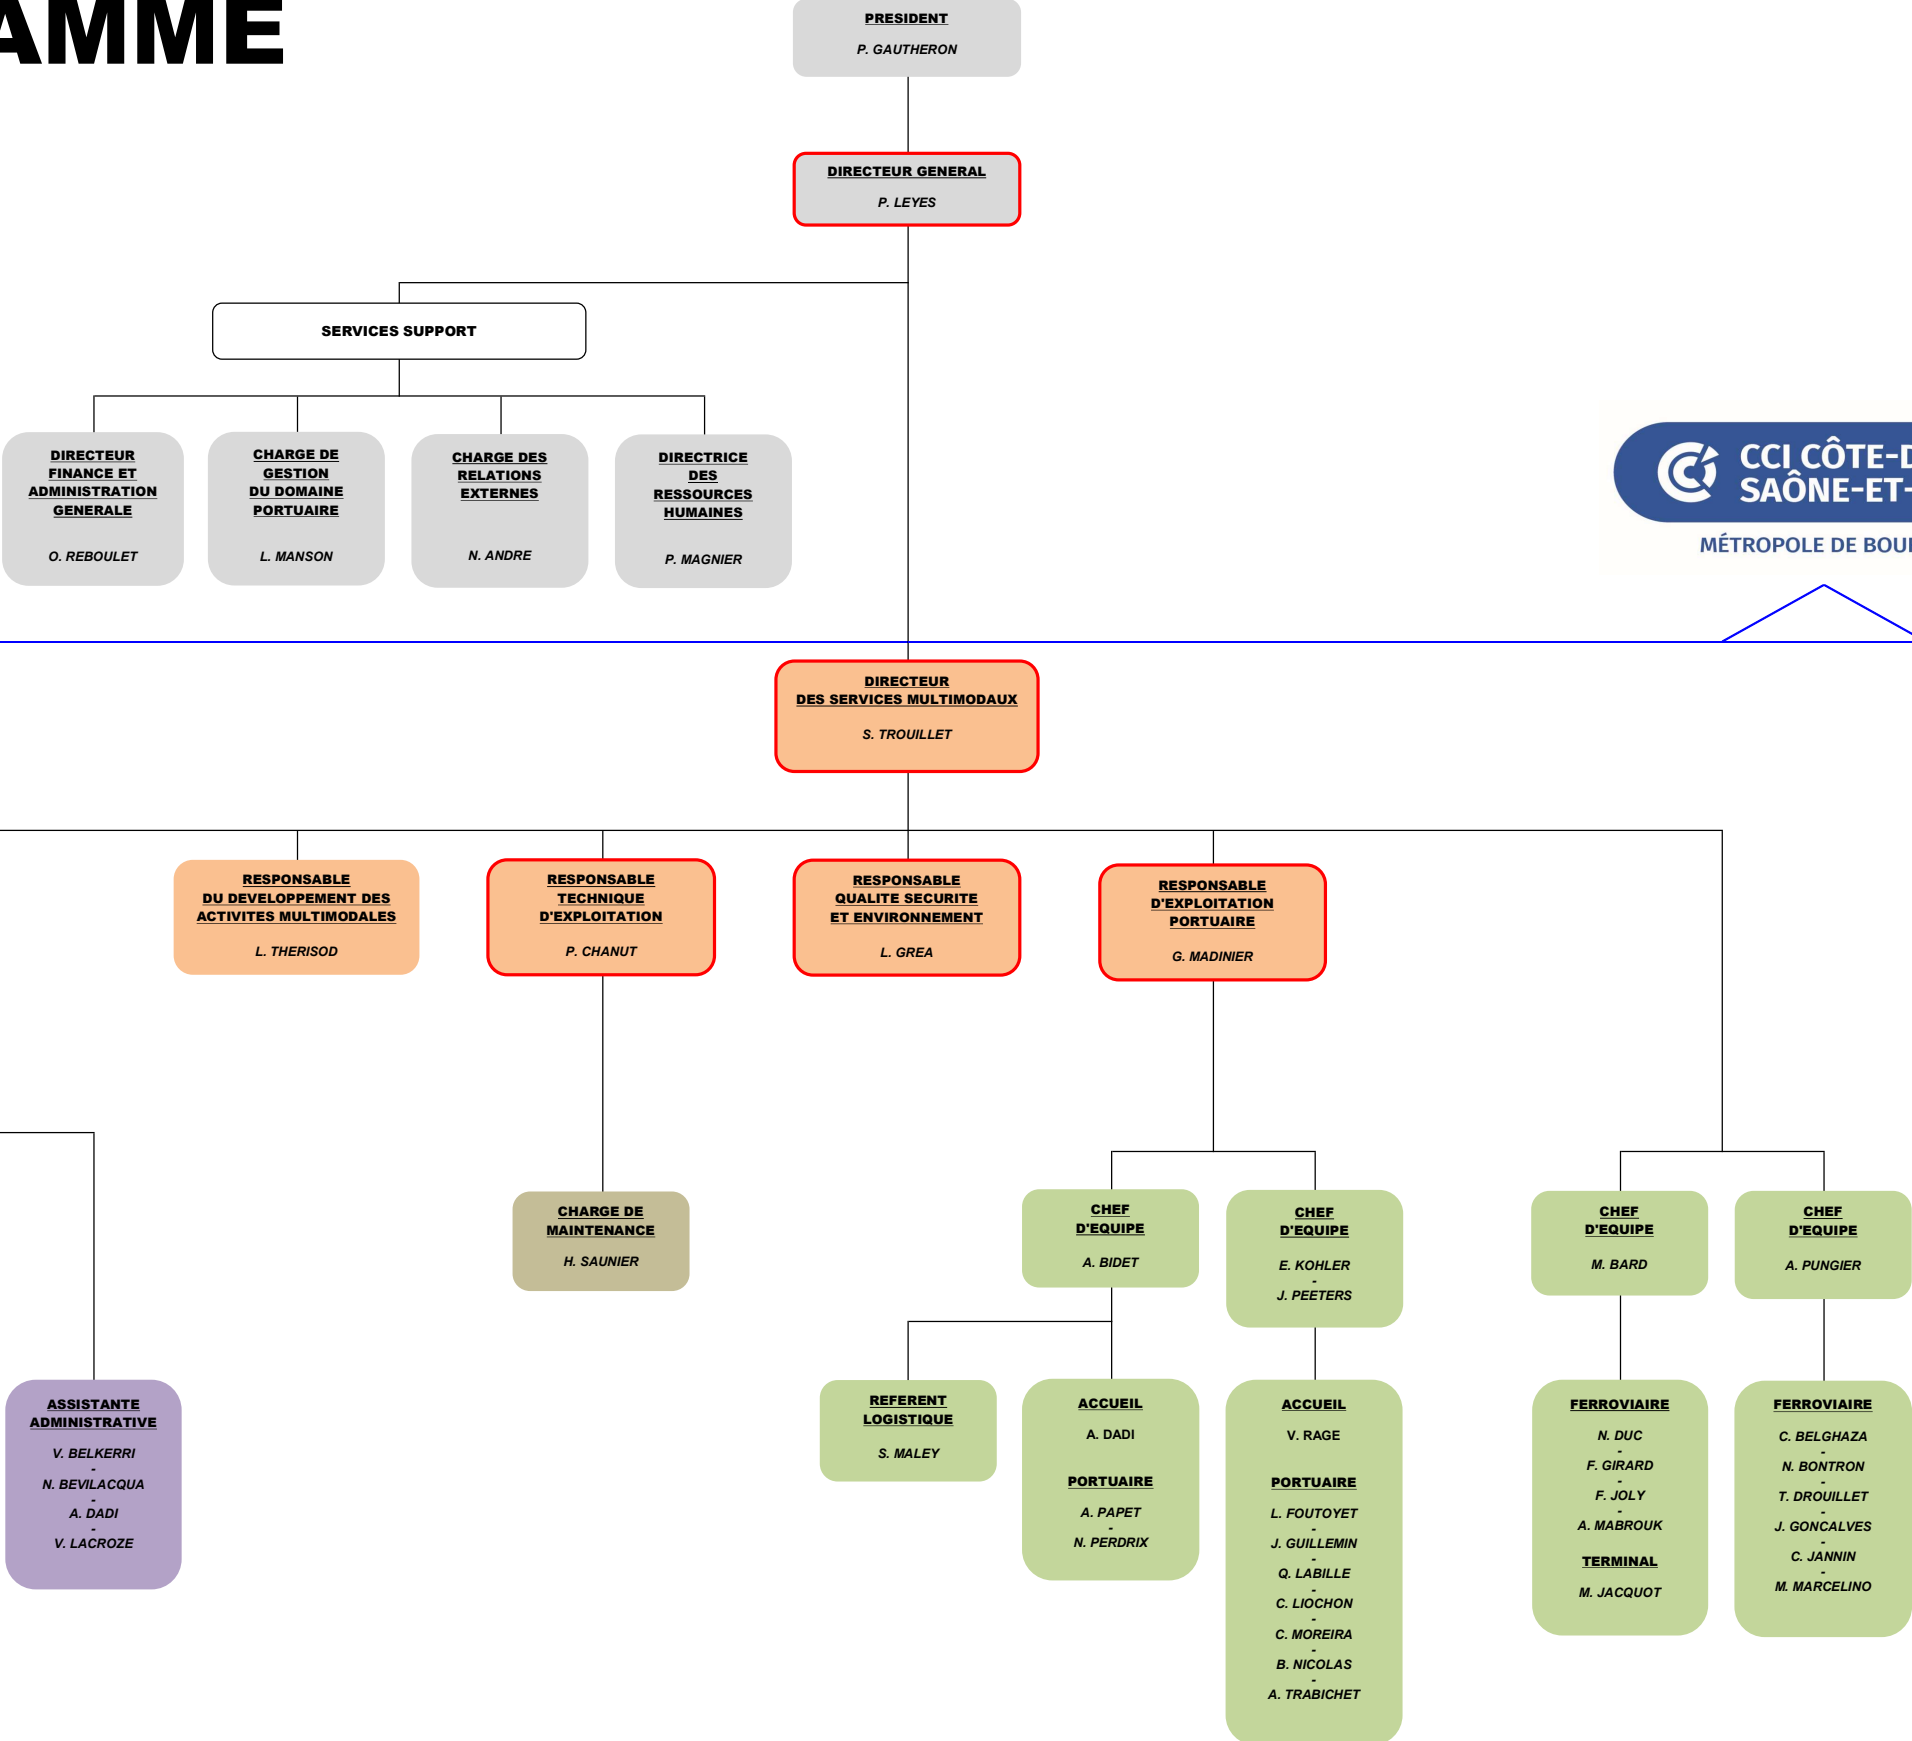 AMME
PRESIDENT
P. GAUTHERON
DIRECTEUR GENERAL
P. LEYES
SERVICES SUPPORT
DIRECTEUR
FINANCE ET
ADMINISTRATION
GENERALE
O. REBOULET
CHARGE DE
GESTION
DU DOMAINE
PORTUAIRE
L. MANSON
CHARGE DES
RELATIONS
EXTERNES
N. ANDRE
DIRECTRICE
DES
RESSOURCES
HUMAINES
P. MAGNIER
CCI CÔTE-D
SAÔNE-ET-
MÉTROPOLE DE BOU
DIRECTEUR
DES SERVICES MULTIMODAUX
S. TROUILLET
RESPONSABLE
DU DEVELOPPEMENT DES
ACTIVITES MULTIMODALES
L. THERISOD
RESPONSABLE
TECHNIQUE
D'EXPLOITATION
P. CHANUT
RESPONSABLE
QUALITE SECURITE
ET ENVIRONNEMENT
L. GREA
RESPONSABLE
D'EXPLOITATION
PORTUAIRE
G. MADINIER
CHARGE DE
MAINTENANCE
H. SAUNIER
CHEF
D'EQUIPE
A. BIDET
CHEF
D'EQUIPE
E. KOHLER
-
J. PEETERS
CHEF
D'EQUIPE
M. BARD
CHEF
D'EQUIPE
A. PUNGIER
ASSISTANTE
ADMINISTRATIVE
V. BELKERRI
-
N. BEVILACQUA
-
A. DADI
-
V. LACROZE
REFERENT
LOGISTIQUE
S. MALEY
ACCUEIL
A. DADI
PORTUAIRE
A. PAPET
-
N. PERDRIX
ACCUEIL
V. RAGE
PORTUAIRE
L. FOUTOYET
-
J. GUILLEMIN
-
Q. LABILLE
-
C. LIOCHON
-
C. MOREIRA
-
B. NICOLAS
-
A. TRABICHET
FERROVIAIRE
N. DUC
-
F. GIRARD
-
F. JOLY
-
A. MABROUK
TERMINAL
M. JACQUOT
FERROVIAIRE
C. BELGHAZA
-
N. BONTRON
-
T. DROUILLET
-
J. GONCALVES
-
C. JANNIN
-
M. MARCELINO